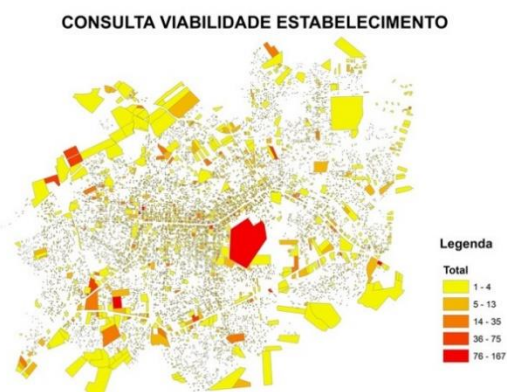 CONSULTA VIABILIDADE ESTABELECIMENTO
Legenda
Total
1 - 4
5 - 13
14 - 35
36 - 75
76 - 167